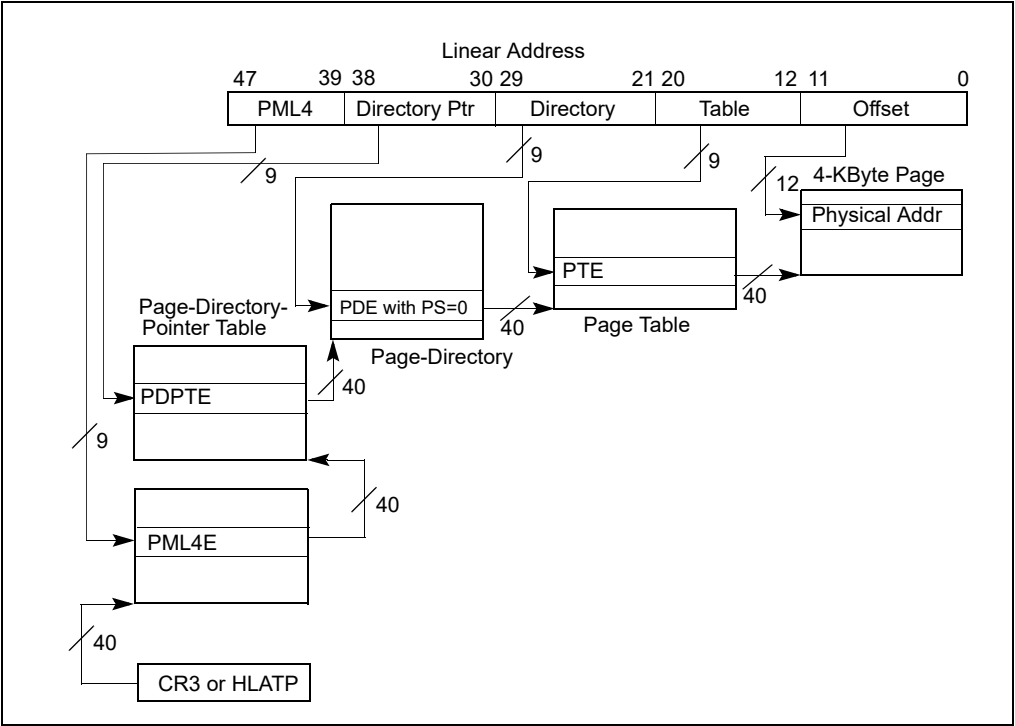 Linear Address
47 39 38 30 29 21 20 12 11 0
PML4 Directory Ptr Directory Table Offset
9 9 9 12
4-KByte Page
Physical Addr
PTE
40
Page Table
PDE with PS=0
40
Page-Directory
Page-Directory-
Pointer Table
40
PDPTE
9
40
PML4E
40
CR3 or HLATP